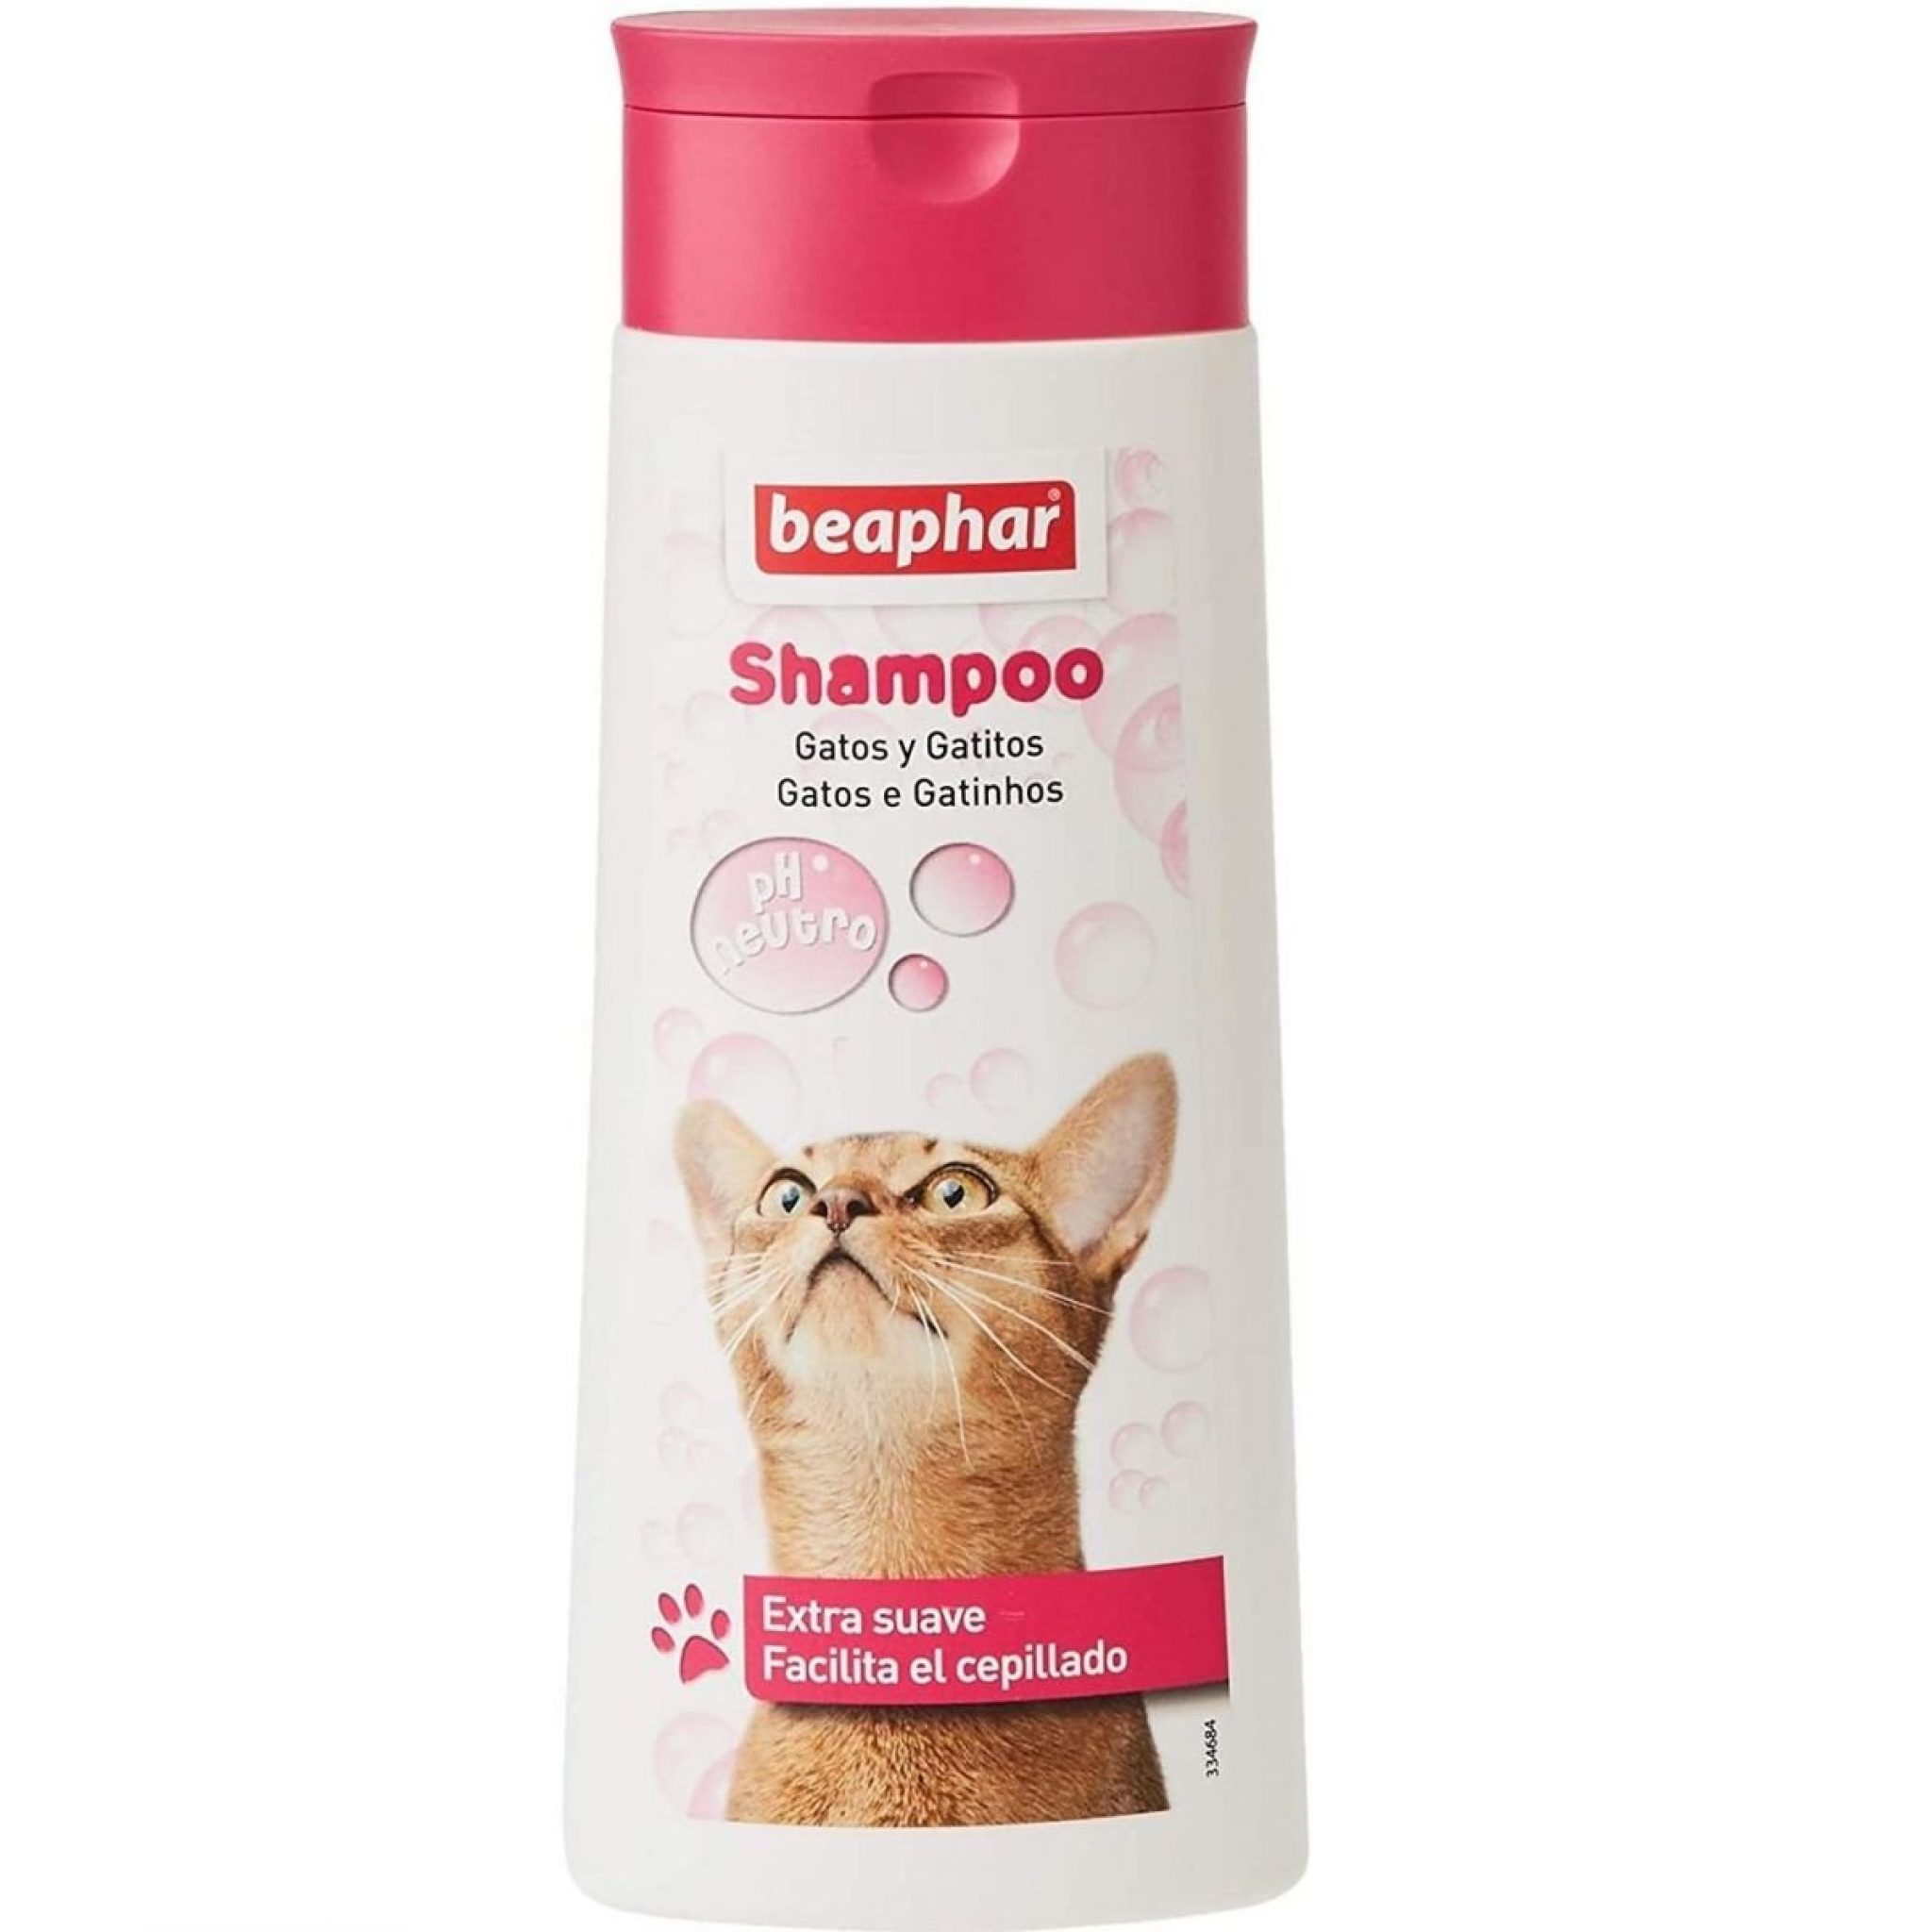 beaphar®
Shampoo
Gatos y Gatitos
Gatos e Gatinhos
pH
neutro
Extra suave
Facilita el cepillado
334684